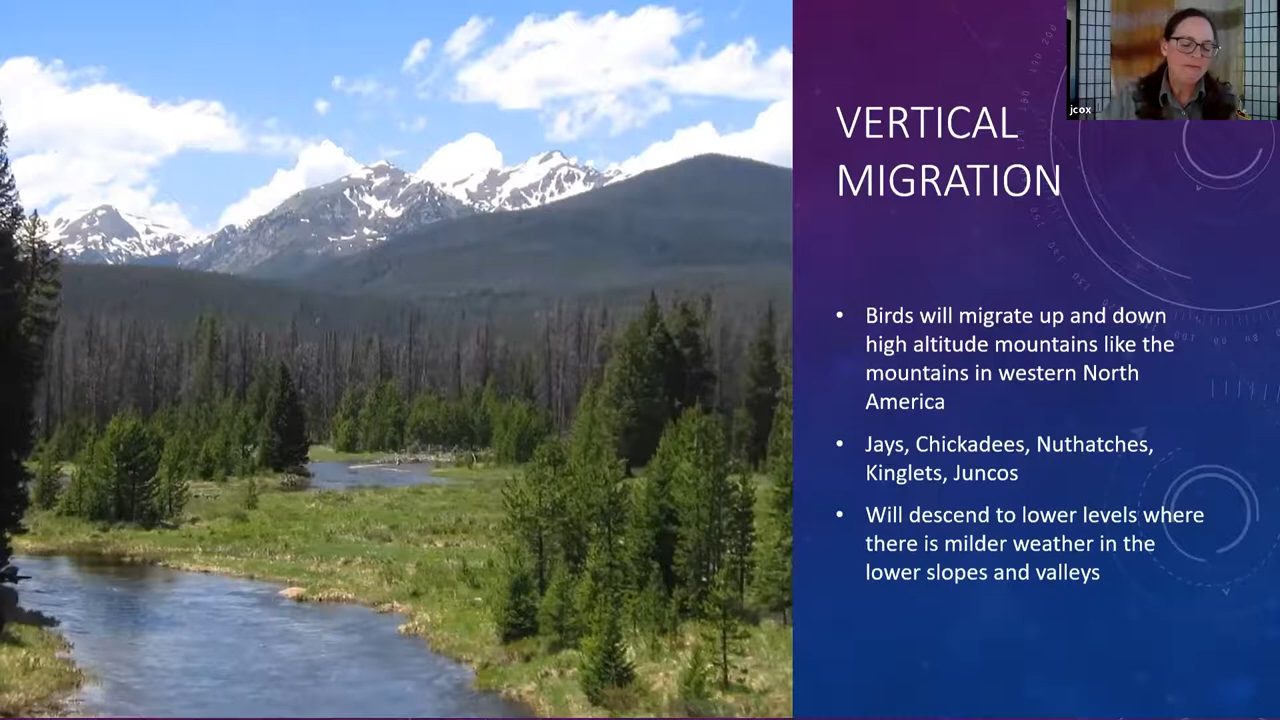 jcox
VERTICAL
MIGRATION
• Birds will migrate up and down
high altitude mountains like the
mountains in western North
America
• Jays, Chickadees, Nuthatches,
Kinglets, Juncos
• Will descend to lower levels where
there is milder weather in the
lower slopes and valleys